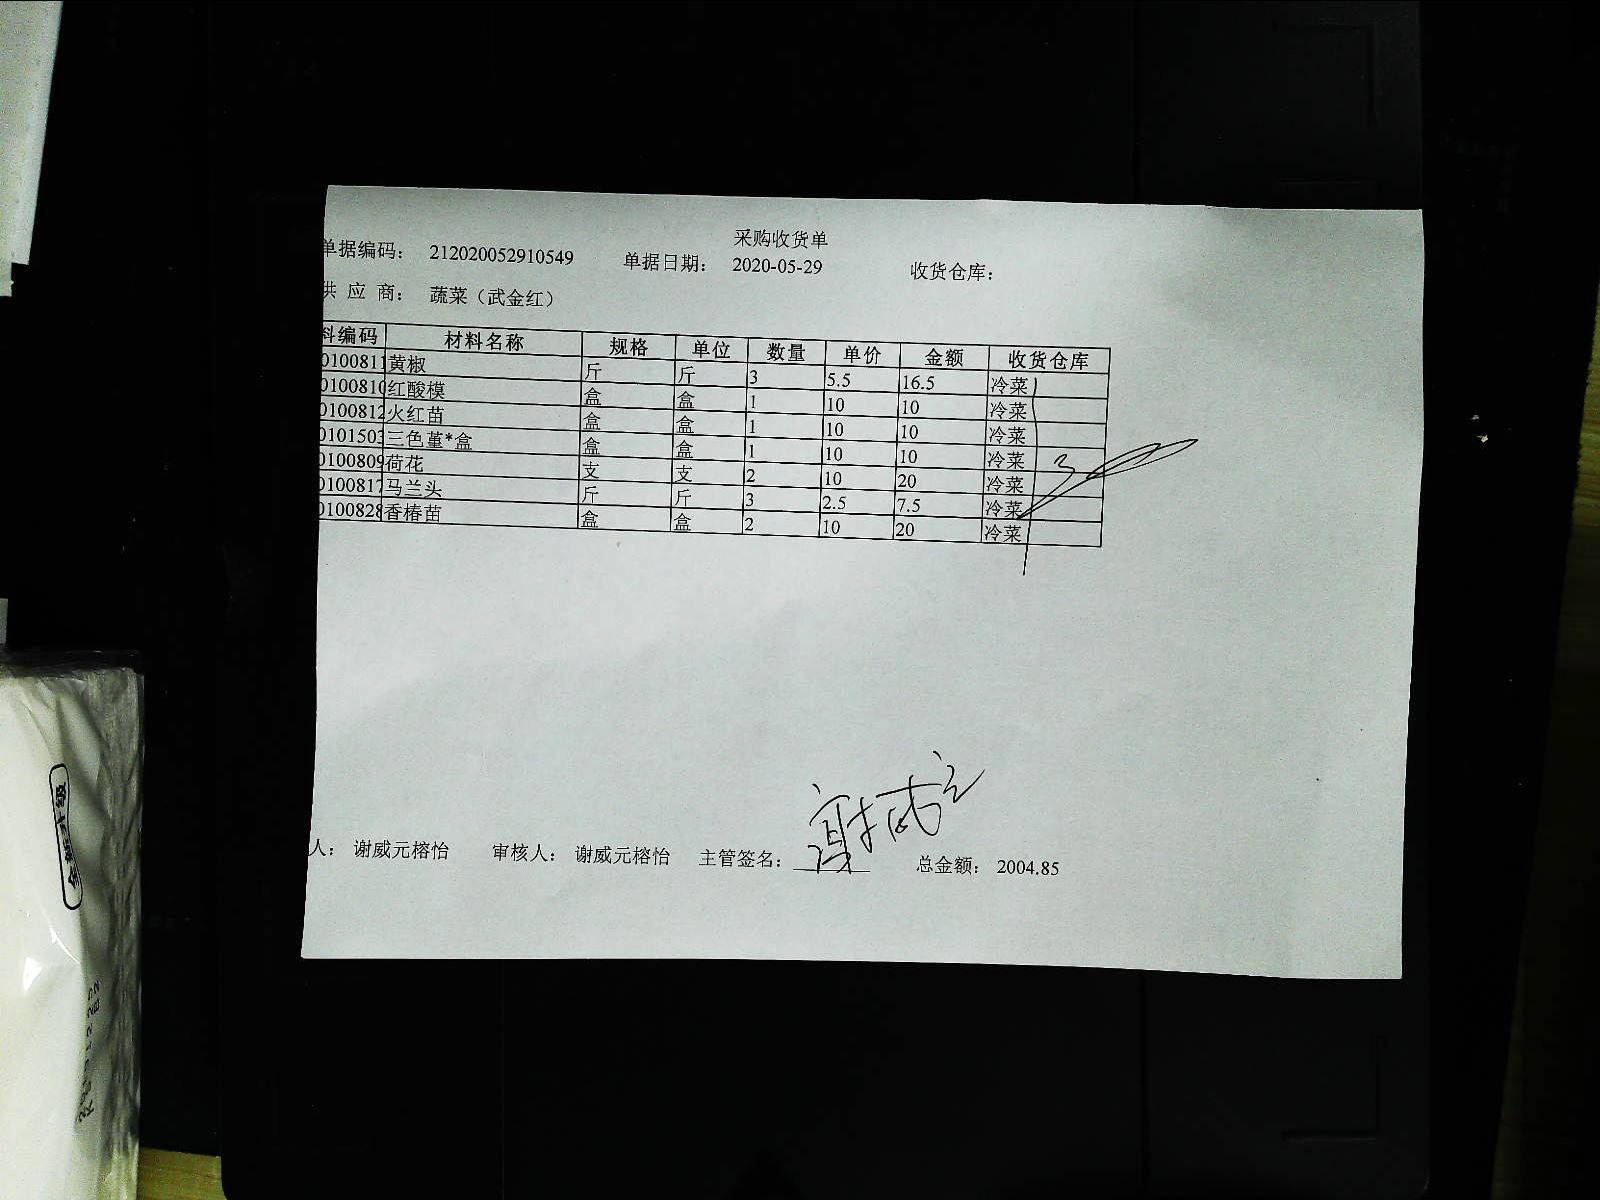 采购收货单
单据编码： 212020052910549 单据日期： 2020-05-29 收货仓库：
供 应 商： 蔬菜（武金红）
料编码 材料名称 规格 单位 数量 单价 金额 收货仓库
0100811 黄椒 斤 斤 3 5.5 16.5 冷菜
0100810 红酸模 盒 盒 1 10 10 冷菜
0100812 火红苗 盒 盒 1 10 10 冷菜
0101503 三色堇*盒 盒 盒 1 10 10 冷菜
0100809 荷花 支 支 2 10 20 冷菜
0100817 马兰头 斤 斤 3 2.5 7.5 冷菜
0100828 香椿苗 盒 盒 2 10 20 冷菜
谢威元
人： 谢威元榕怡 审核人： 谢威元榕怡 主管签名： 总金额： 2004.85